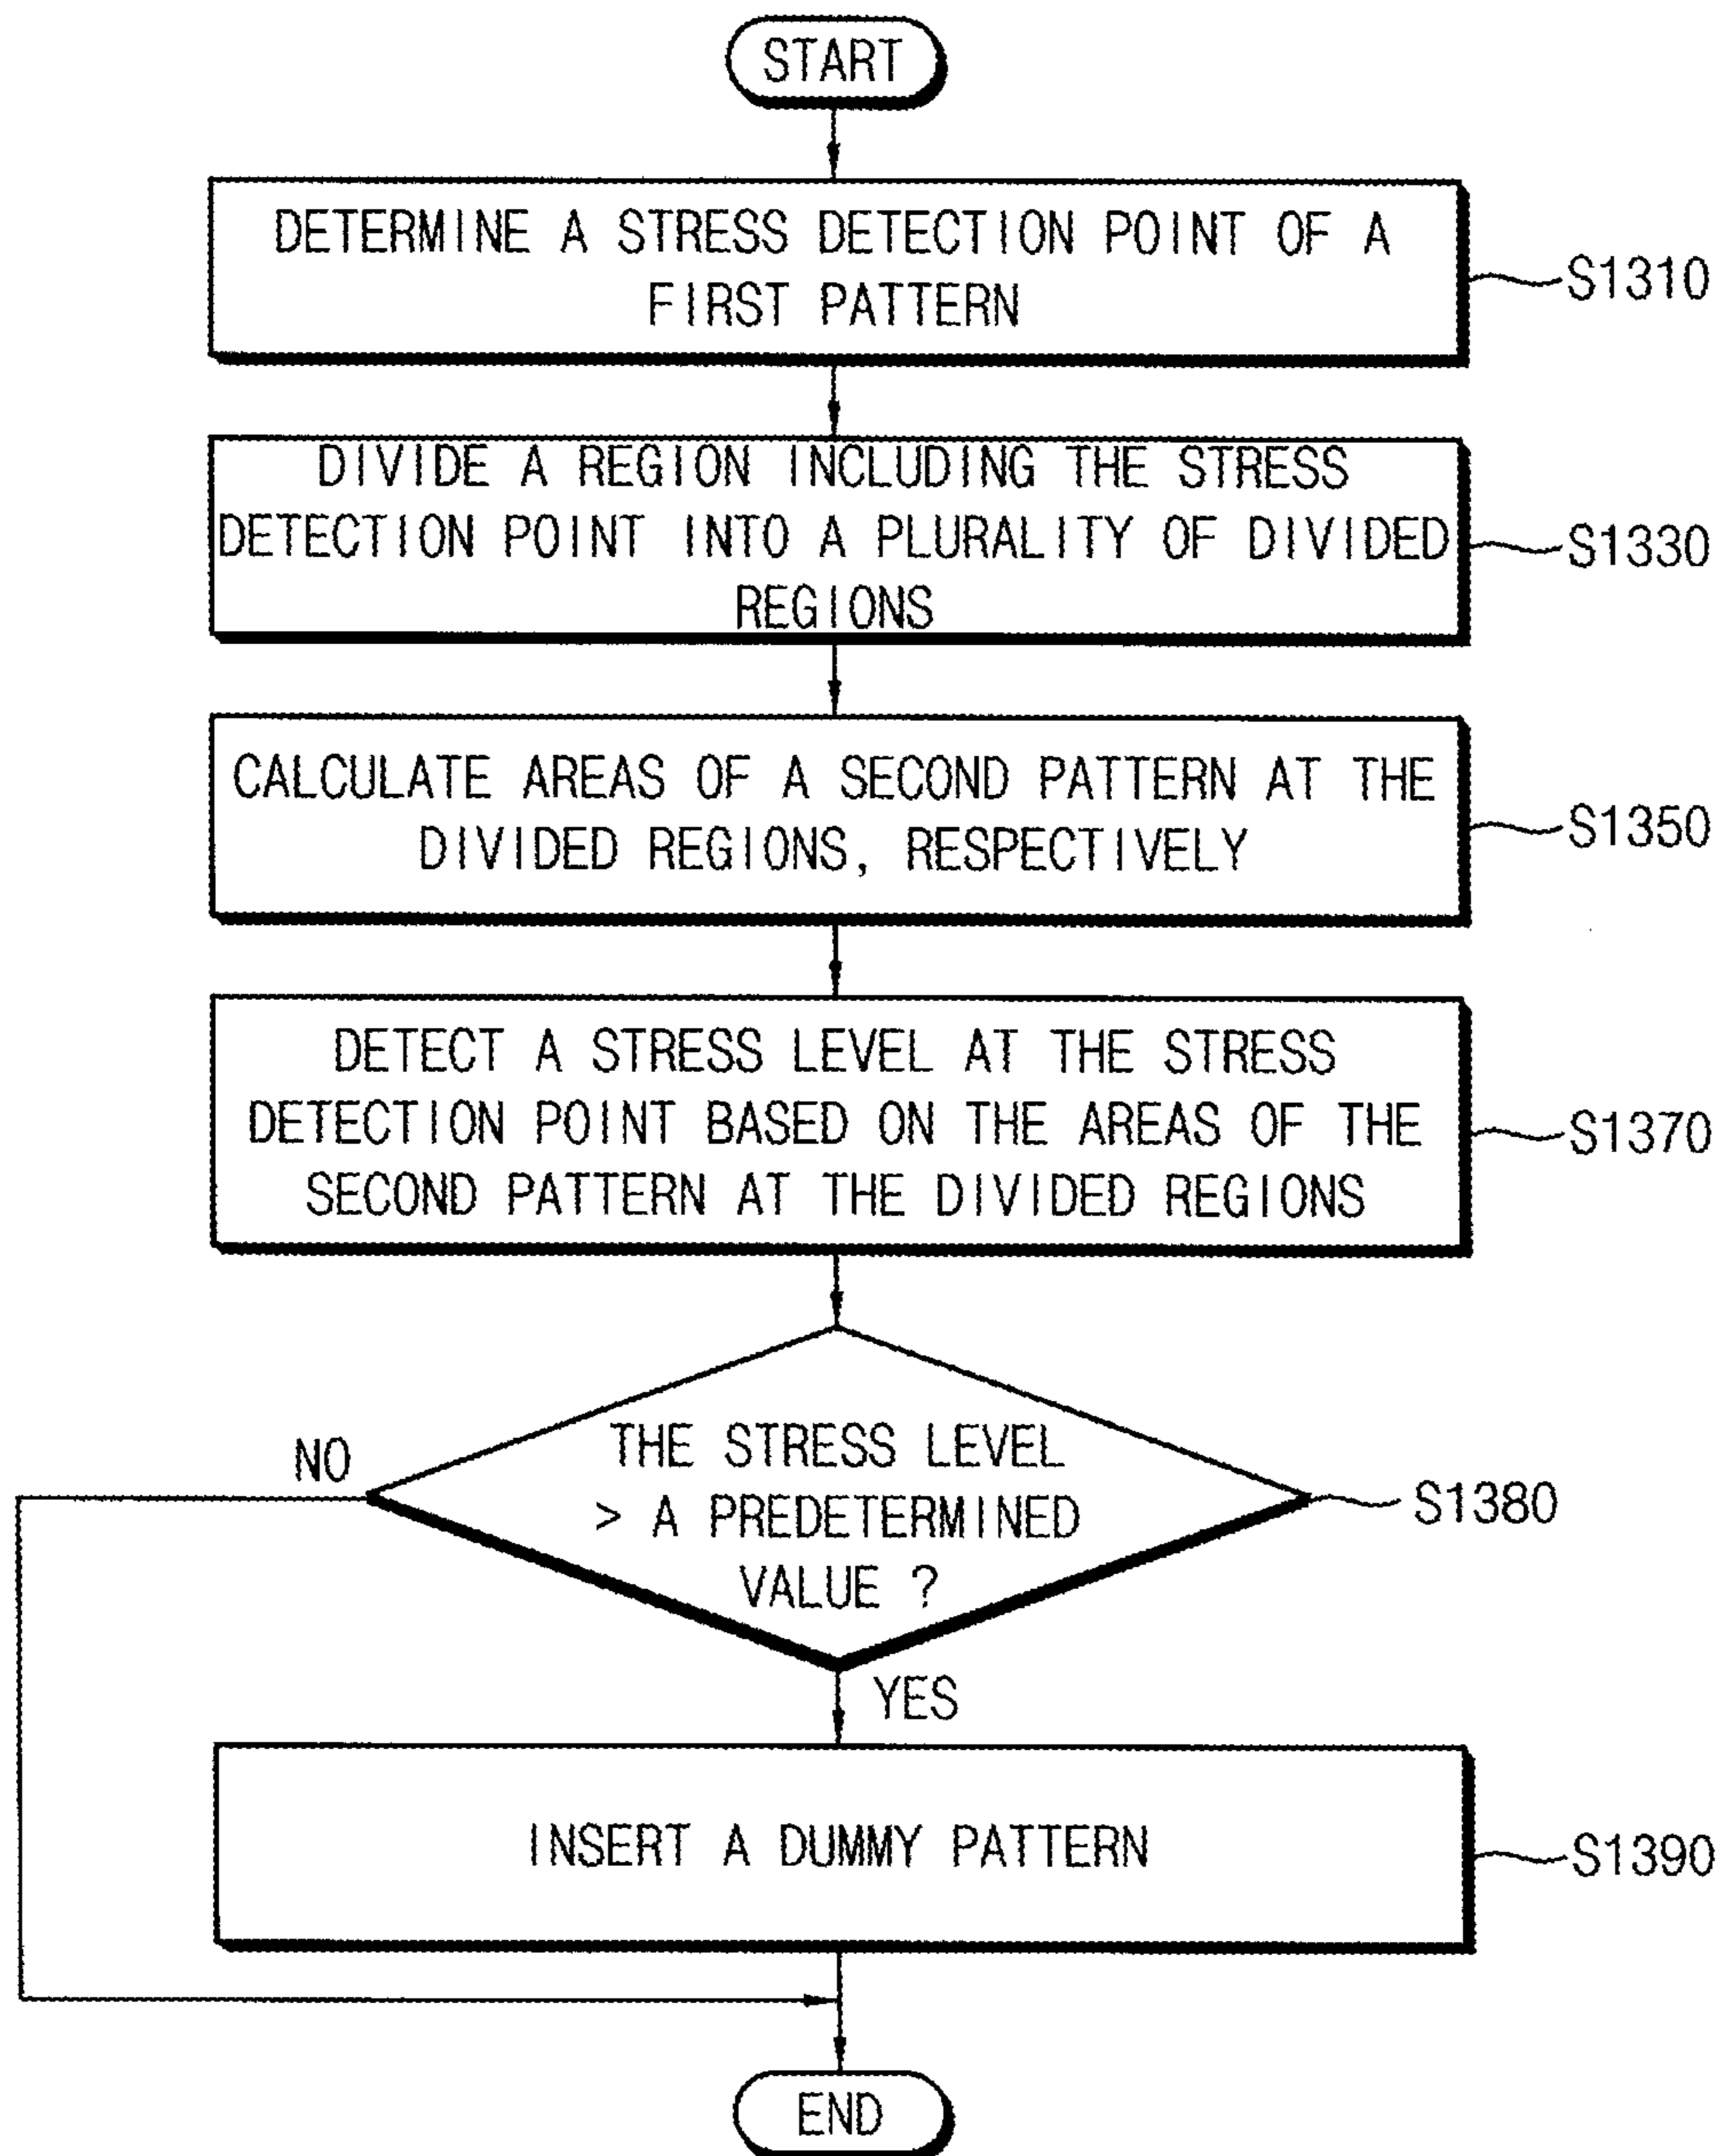 START
DETERMINE A STRESS DETECTION POINT OF A
FIRST PATTERN
S1310
DIVIDE A REGION INCLUDING THE STRESS
DETECTION POINT INTO A PLURALITY OF DIVIDED
REGIONS
S1330
CALCULATE AREAS OF A SECOND PATTERN AT THE
DIVIDED REGIONS, RESPECTIVELY
S1350
DETECT A STRESS LEVEL AT THE STRESS
DETECTION POINT BASED ON THE AREAS OF THE
SECOND PATTERN AT THE DIVIDED REGIONS
S1370
NO
THE STRESS LEVEL
> A PREDETERMINED
VALUE ?
S1380
YES
INSERT A DUMMY PATTERN
S1390
END